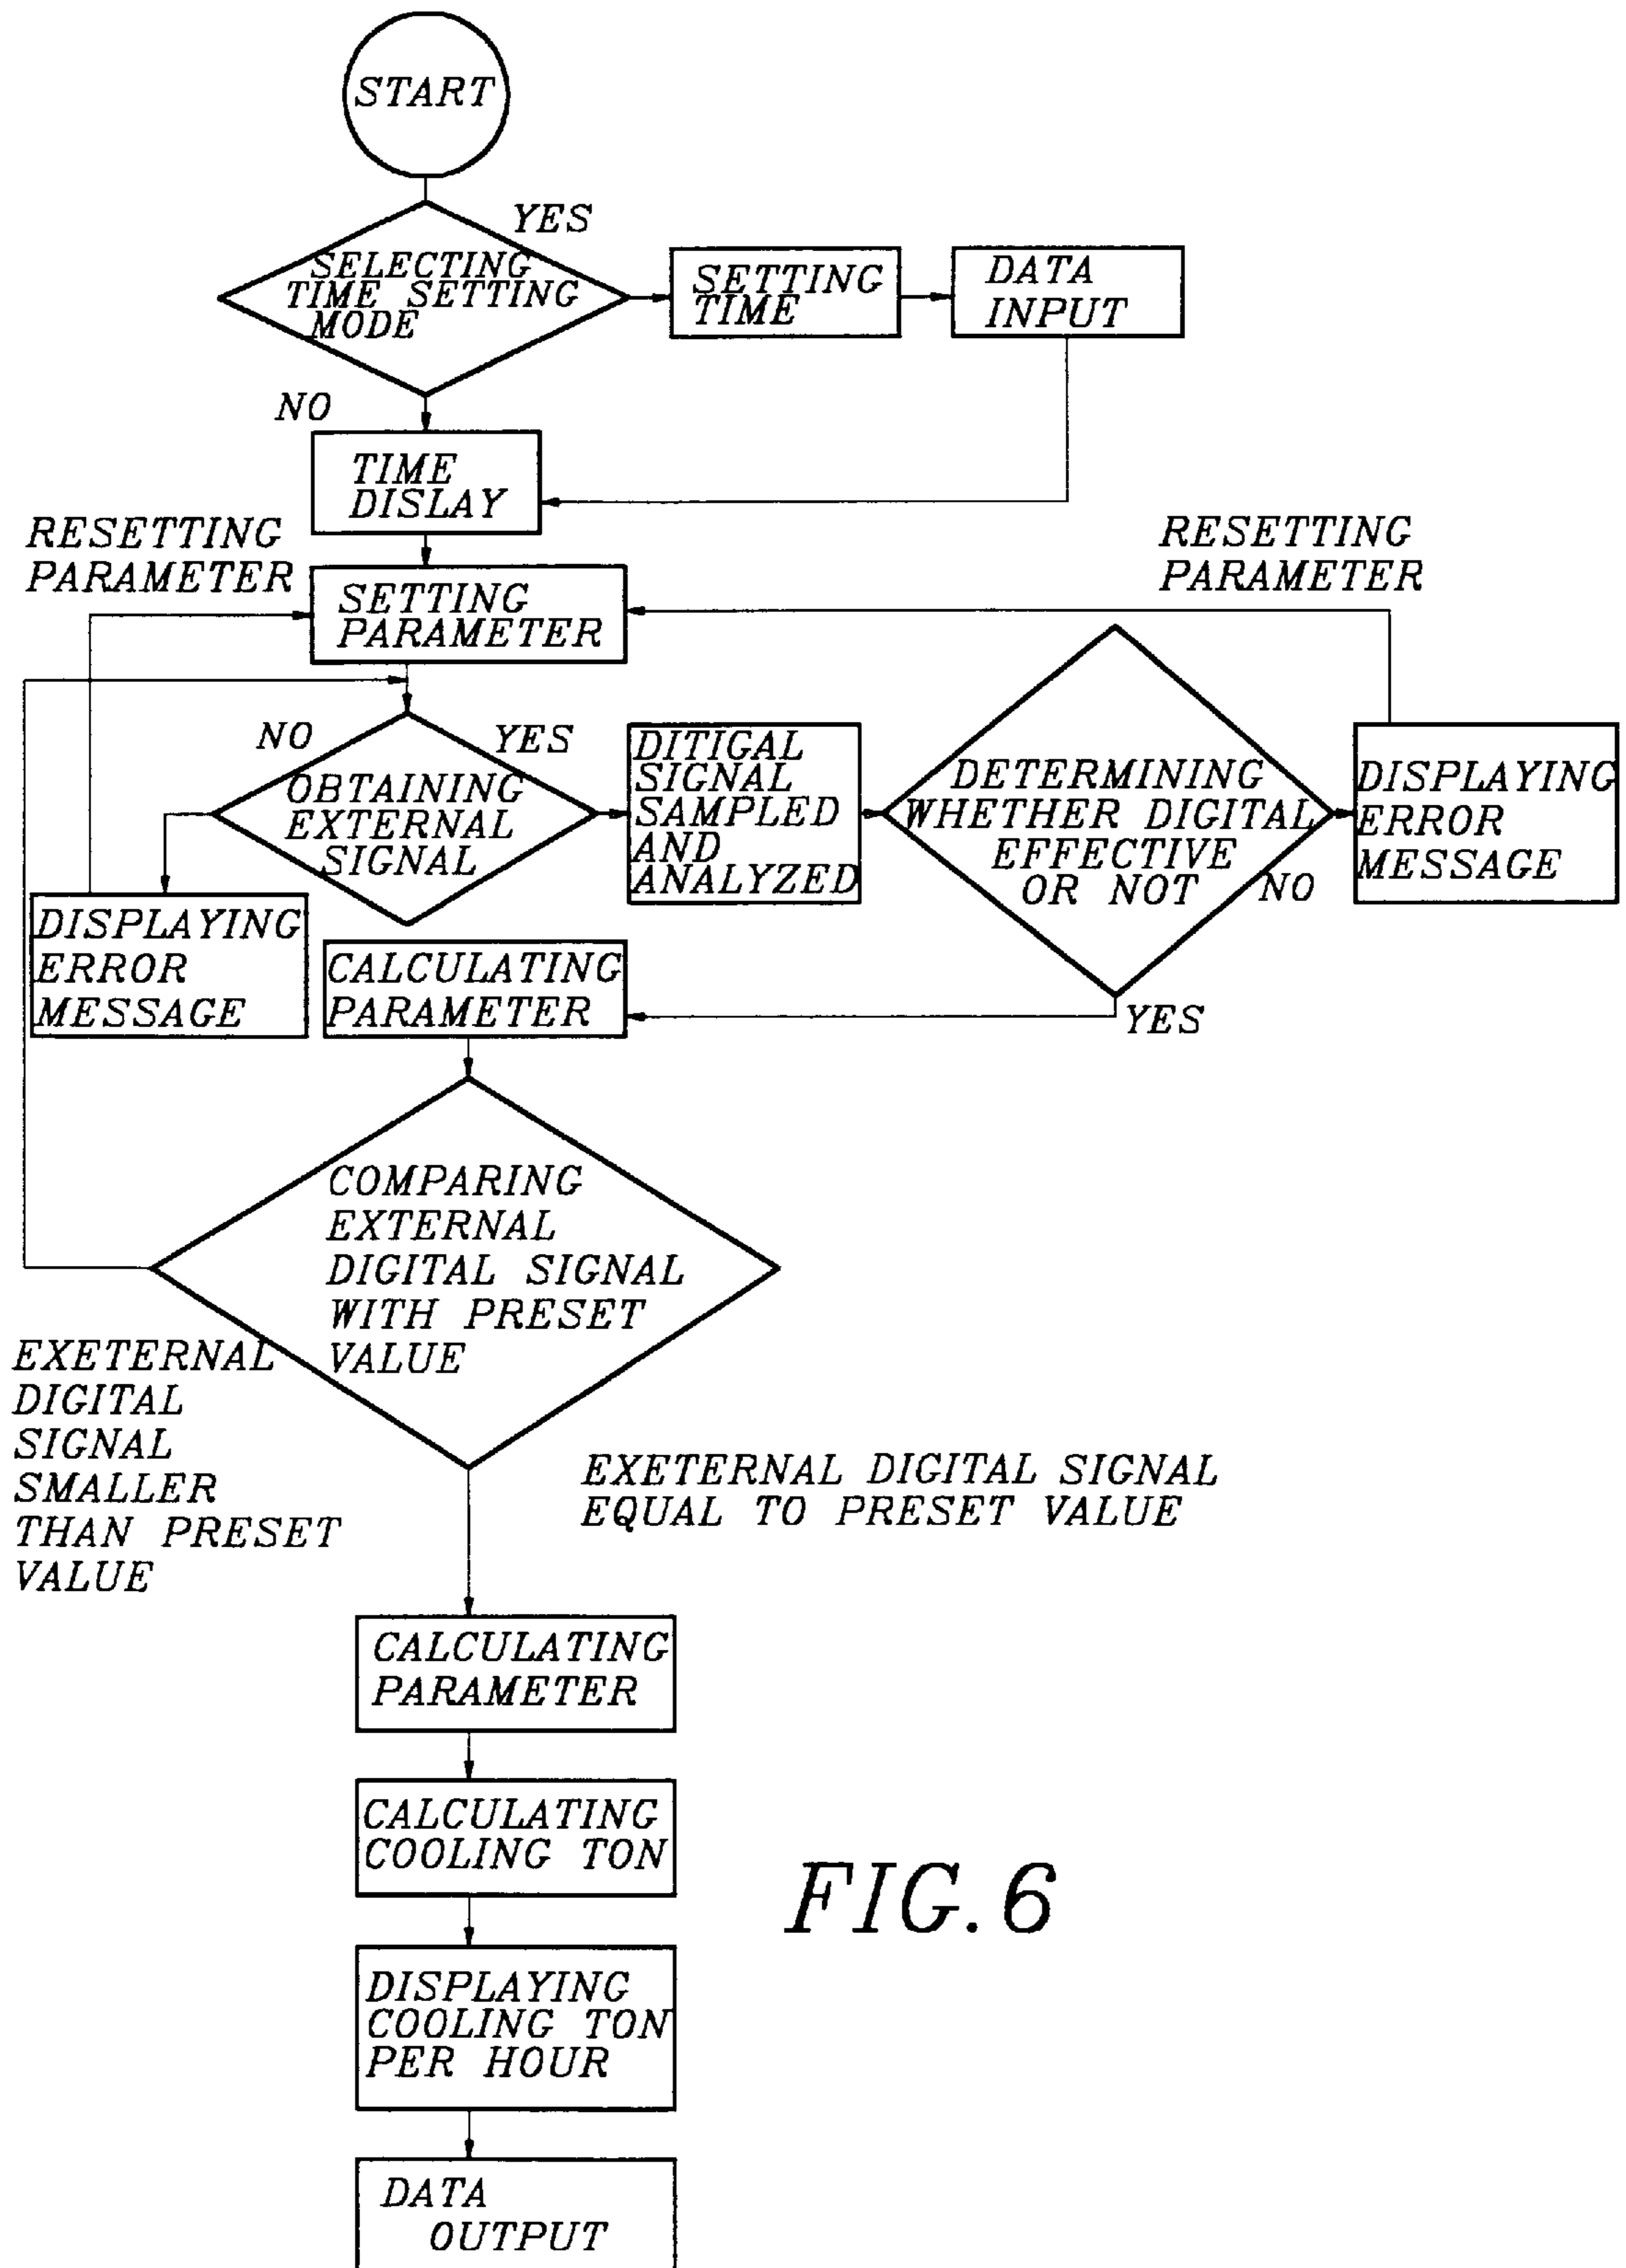 START
YES
SELECTING
TIME SETTING
MODE
SETTING
TIME
DATA
INPUT
NO
TIME
DISLAY
RESETTING
PARAMETER
RESETTING
PARAMETER
SETTING
PARAMETER
NO
YES
OBTAINING
EXTERNAL
SIGNAL
DITIGAL
SIGNAL
SAMPLED
AND
ANALYZED
DETERMINING
WHETHER DIGITAL
EFFECTIVE
OR NOT
NO
DISPLAYING
ERROR
MESSAGE
DISPLAYING
ERROR
MESSAGE
CALCULATING
PARAMETER
YES
COMPARING
EXTERNAL
DIGITAL SIGNAL
WITH PRESET
VALUE
EXETERNAL
DIGITAL
SIGNAL
SMALLER
THAN PRESET
VALUE
EXETERNAL DIGITAL SIGNAL
EQUAL TO PRESET VALUE
CALCULATING
PARAMETER
CALCULATING
COOLING TON
FIG.6
DISPLAYING
COOLING TON
PER HOUR
DATA
OUTPUT